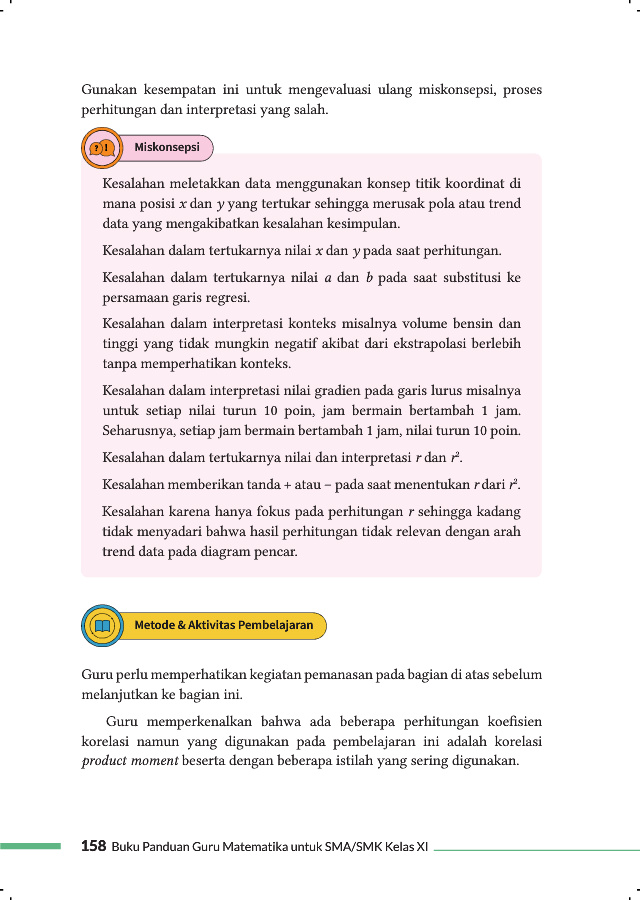 Gunakan kesempatan ini untuk mengevaluasi ulang miskonsepsi, proses
perhitungan dan interpretasi yang salah.
Miskonsepsi
Kesalahan meletakkan data menggunakan konsep titik koordinat di
mana posisi x dan y yang tertukar sehingga merusak pola atau trend
data yang mengakibatkan kesalahan kesimpulan.
Kesalahan dalam tertukarnya nilai x dan y pada saat perhitungan.
Kesalahan dalam tertukarnya nilai a dan b pada saat substitusi ke
persamaan garis regresi.
Kesalahan dalam interpretasi konteks misalnya volume bensin dan
tinggi yang tidak mungkin negatif akibat dari ekstrapolasi berlebih
tanpa memperhatikan konteks.
Kesalahan dalam interpretasi nilai gradien pada garis lurus misalnya
untuk setiap nilai turun 10 poin, jam bermain bertambah 1 jam.
Seharusnya, setiap jam bermain bertambah 1 jam, nilai turun 10 poin.
Kesalahan dalam tertukarnya nilai dan interpretasi r dan r².
Kesalahan memberikan tanda + atau − pada saat menentukan r dari r².
Kesalahan karena hanya fokus pada perhitungan r sehingga kadang
tidak menyadari bahwa hasil perhitungan tidak relevan dengan arah
trend data pada diagram pencar.
Metode & Aktivitas Pembelajaran
Guru perlu memperhatikan kegiatan pemanasan pada bagian di atas sebelum
melanjutkan ke bagian ini.
Guru memperkenalkan bahwa ada beberapa perhitungan koefisien
korelasi namun yang digunakan pada pembelajaran ini adalah korelasi
product moment beserta dengan beberapa istilah yang sering digunakan.
158 Buku Panduan Guru Matematika untuk SMA/SMK Kelas XI